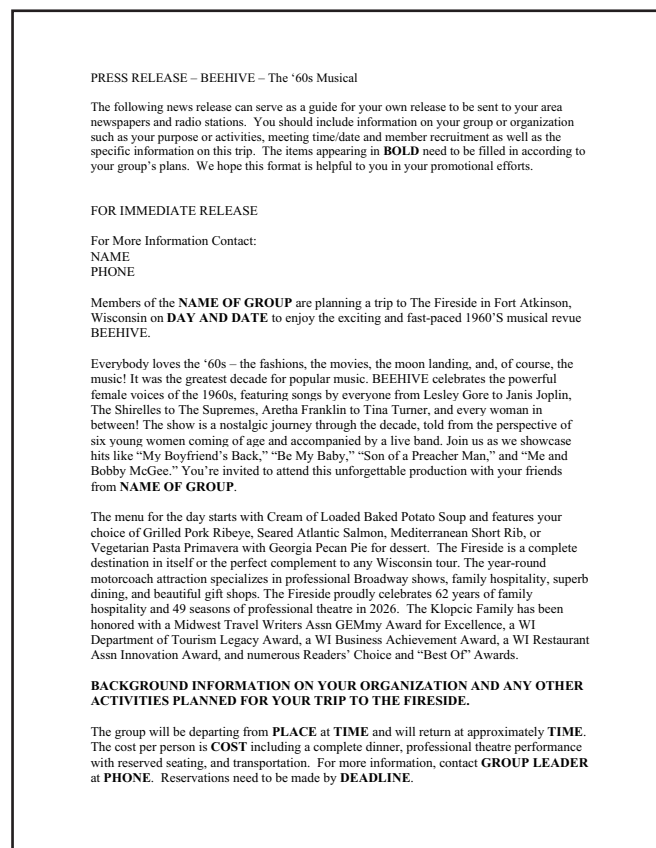 PRESS RELEASE – BEEHIVE – The ‘60s Musical
The following news release can serve as a guide for your own release to be sent to your area
newspapers and radio stations.  You should include information on your group or organization
such as your purpose or activities, meeting time/date and member recruitment as well as the
specific information on this trip.  The items appearing in BOLD need to be filled in according to
your group’s plans.  We hope this format is helpful to you in your promotional efforts.
FOR IMMEDIATE RELEASE
For More Information Contact:
NAME
PHONE
Members of the NAME OF GROUP are planning a trip to The Fireside in Fort Atkinson,
Wisconsin on DAY AND DATE to enjoy the exciting and fast-paced 1960’S musical revue
BEEHIVE.
Everybody loves the ‘60s – the fashions, the movies, the moon landing, and, of course, the
music! It was the greatest decade for popular music. BEEHIVE celebrates the powerful
female voices of the 1960s, featuring songs by everyone from Lesley Gore to Janis Joplin,
The Shirelles to The Supremes, Aretha Franklin to Tina Turner, and every woman in
between! The show is a nostalgic journey through the decade, told from the perspective of
six young women coming of age and accompanied by a live band. Join us as we showcase
hits like “My Boyfriend’s Back,” “Be My Baby,” “Son of a Preacher Man,” and “Me and
Bobby McGee.” You’re invited to attend this unforgettable production with your friends
from NAME OF GROUP.
The menu for the day starts with Cream of Loaded Baked Potato Soup and features your
choice of Grilled Pork Ribeye, Seared Atlantic Salmon, Mediterranean Short Rib, or
Vegetarian Pasta Primavera with Georgia Pecan Pie for dessert.  The Fireside is a complete
destination in itself or the perfect complement to any Wisconsin tour. The year-round
motorcoach attraction specializes in professional Broadway shows, family hospitality, superb
dining, and beautiful gift shops. The Fireside proudly celebrates 62 years of family
hospitality and 49 seasons of professional theatre in 2026.  The Klopcic Family has been
honored with a Midwest Travel Writers Assn GEMmy Award for Excellence, a WI
Department of Tourism Legacy Award, a WI Business Achievement Award, a WI Restaurant
Assn Innovation Award, and numerous Readers’ Choice and “Best Of” Awards.
BACKGROUND INFORMATION ON YOUR ORGANIZATION AND ANY OTHER
ACTIVITIES PLANNED FOR YOUR TRIP TO THE FIRESIDE.
The group will be departing from PLACE at TIME and will return at approximately TIME.
The cost per person is COST including a complete dinner, professional theatre performance
with reserved seating, and transportation.  For more information, contact GROUP LEADER
at PHONE.  Reservations need to be made by DEADLINE.